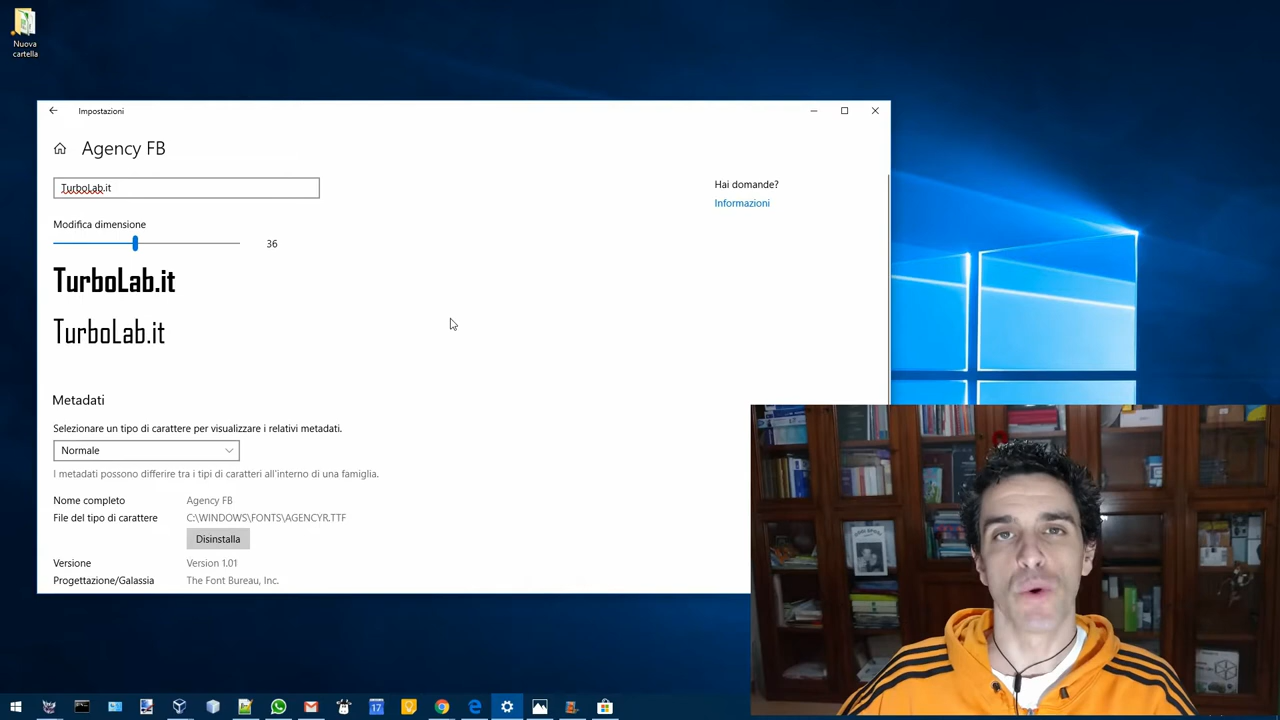 Nuova
cartella
Impostazioni
Agency FB
TurboLab.it
Hai domande?
Informazioni
Modifica dimensione
36
TurboLab.it
TurboLab.it
Metadati
Selezionare un tipo di carattere per visualizzare i relativi metadati.
Normale
I metadati possono differire tra i tipi di caratteri all'interno di una famiglia.
Nome completo Agency FB
File del tipo di carattere C:\WINDOWS\FONTS\AGENCYR.TTF
Disinstalla
Versione Version 1.01
Progettazione/Galassia The Font Bureau, Inc.
17